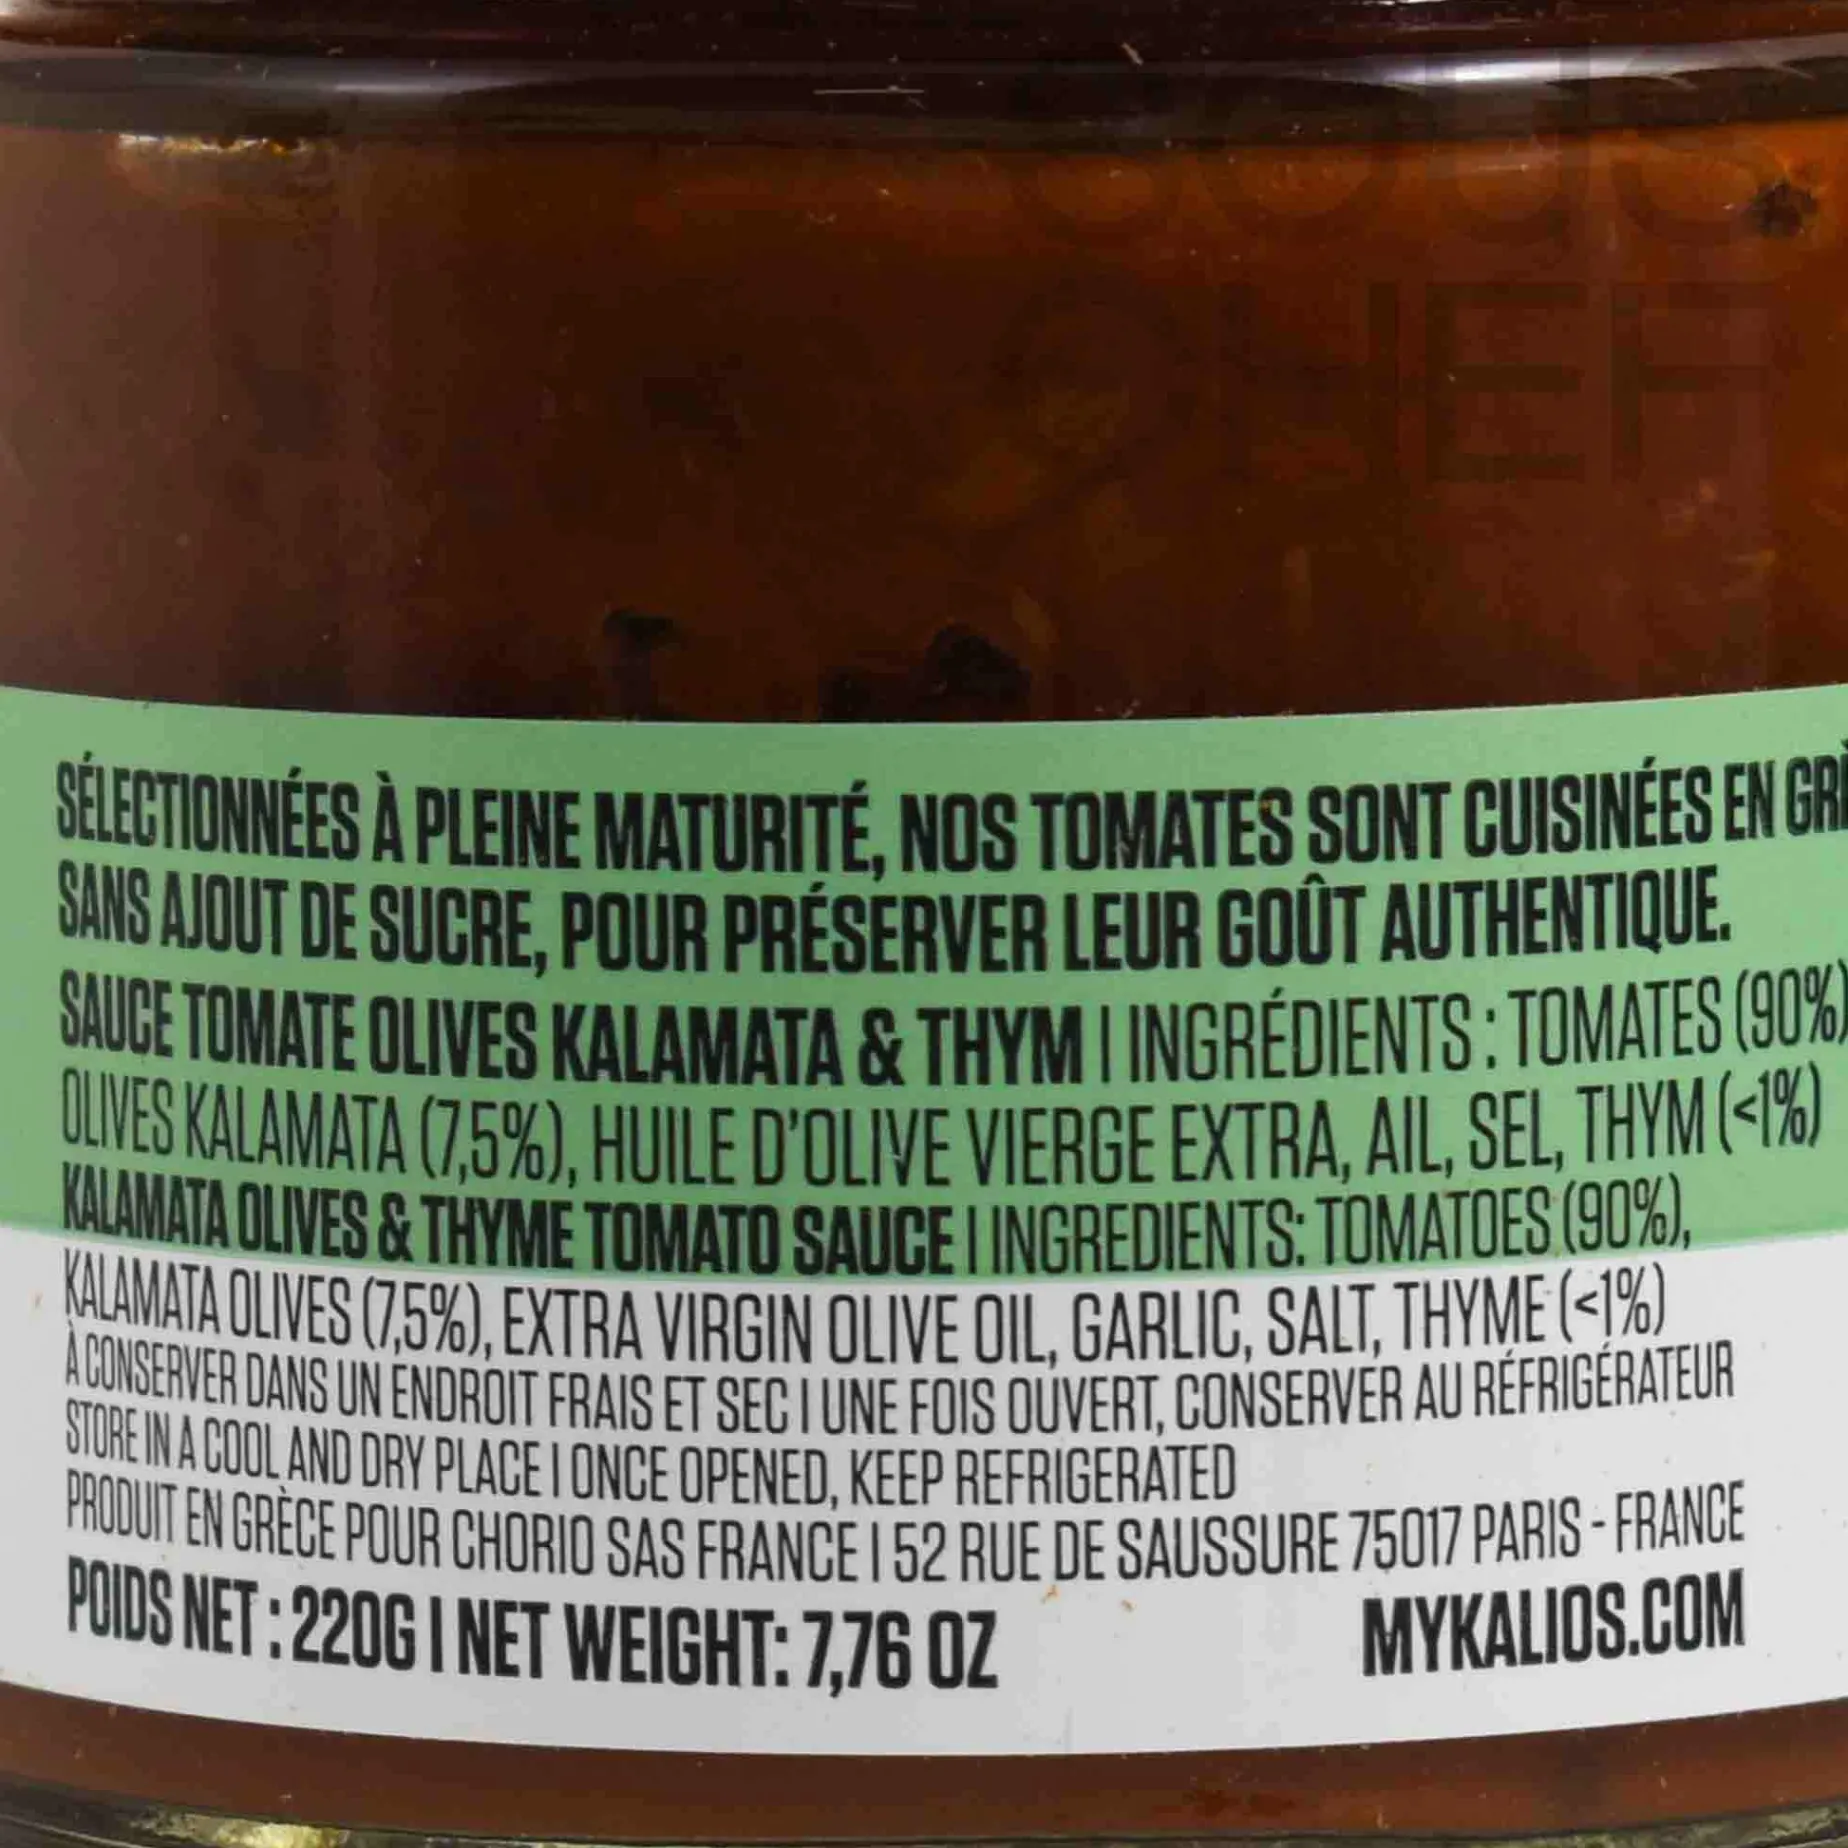 SÉLECTIONNÉES À PLEINE MATURITÉ, NOS TOMATES SONT CUISINÉES EN
SANS AJOUT DE SUCRE, POUR PRÉSERVER LEUR GOÛT AUTHENTIQUE.
SAUCE TOMATE OLIVES KALAMATA & THYM | INGRÉDIENTS : TOMATES (90%)
OLIVES KALAMATA (7,5%), HUILE D'OLIVE VIERGE EXTRA, AIL, SEL, THYM (<1%)
KALAMATA OLIVES & THYME TOMATO SAUCE | INGREDIENTS: TOMATOES (90%),
KALAMATA OLIVES (7,5%), EXTRA VIRGIN OLIVE OIL, GARLIC, SALT, THYME (<1%)
À CONSERVER DANS UN ENDROIT FRAIS ET SEC | UNE FOIS OUVERT, CONSERVER AU RÉFRIGÉRATEUR
STORE IN A COOL AND DRY PLACE | ONCE OPENED, KEEP REFRIGERATED
PRODUIT EN GRÈCE POUR CHORIO SAS FRANCE | 52 RUE DE SAUSSURE 75017 PARIS - FRANCE
POIDS NET : 220G | NET WEIGHT: 7,76 OZ MYKALIOS.COM